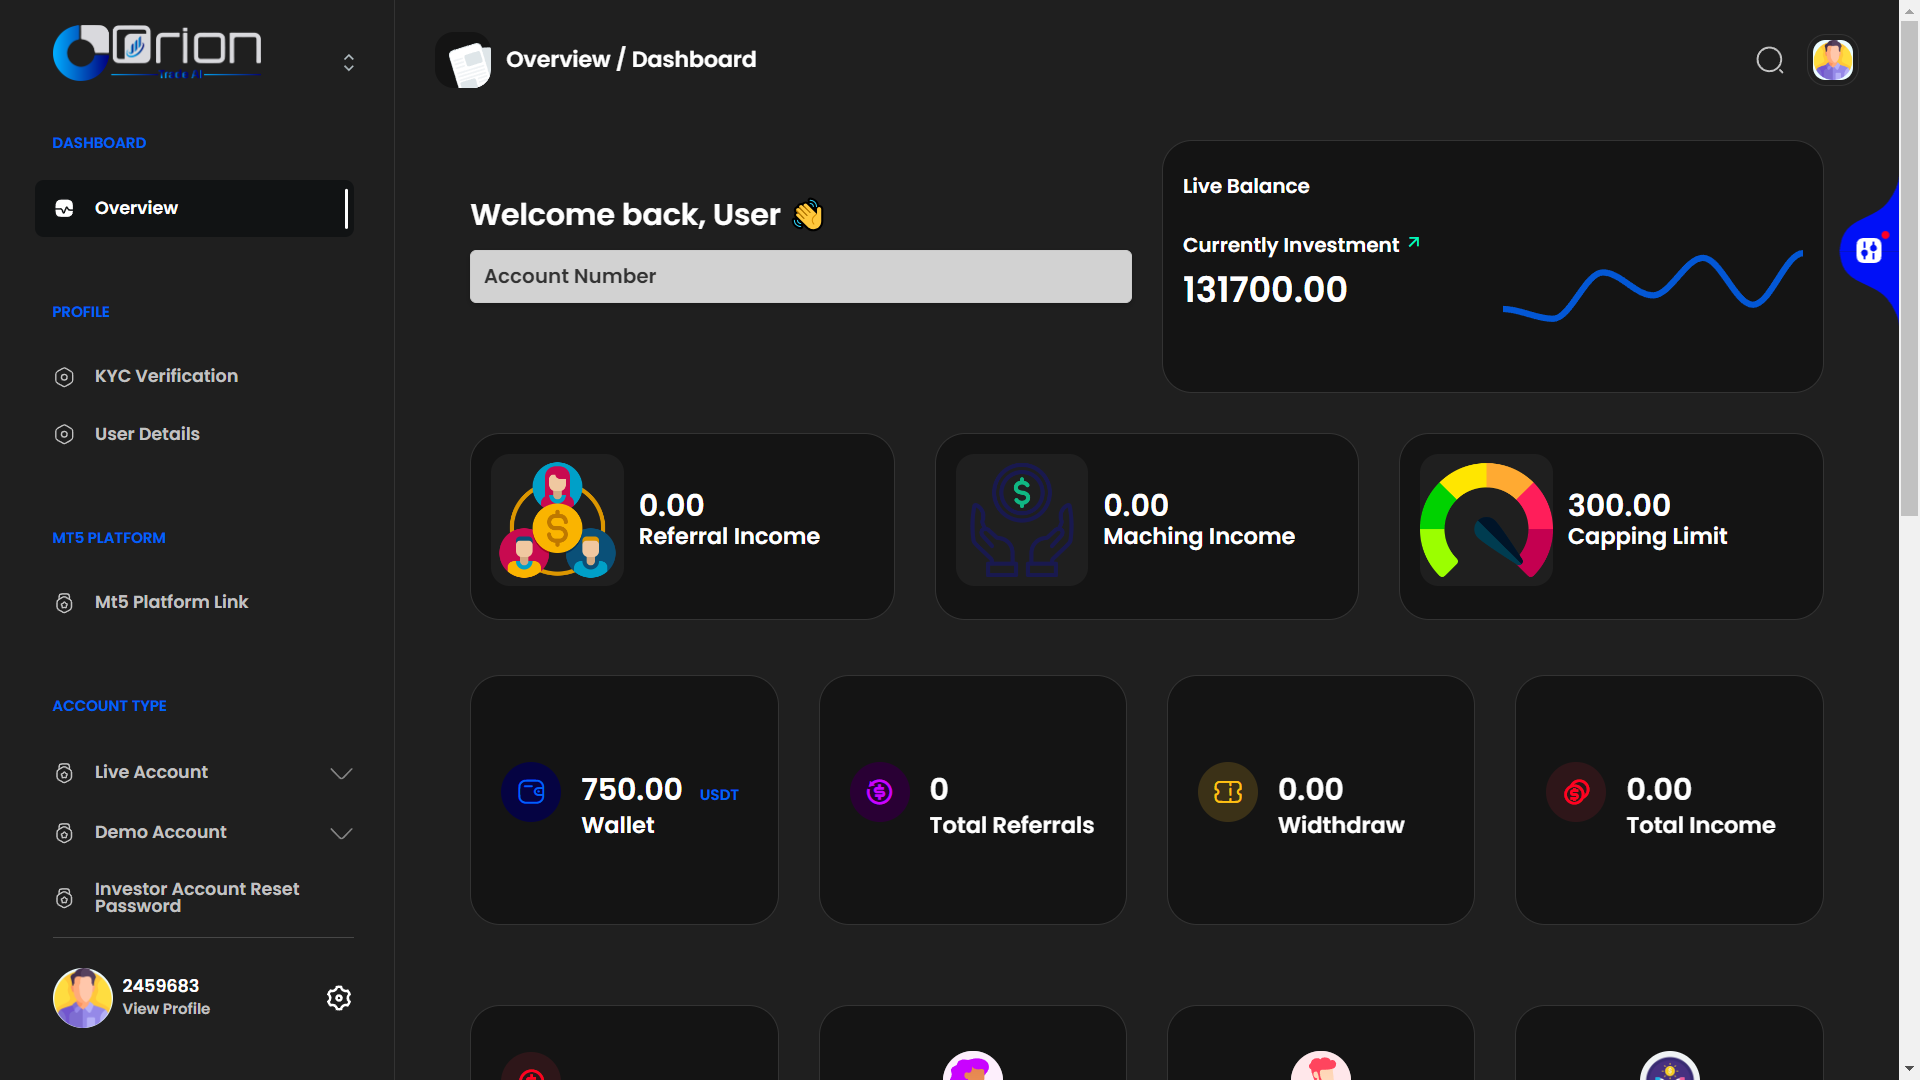 Orion
Overview / Dashboard
DASHBOARD
Overview
PROFILE
KYC Verification
User Details
MT5 PLATFORM
Mt5 Platform Link
ACCOUNT TYPE
Live Account
Demo Account
Investor Account Reset
Password
2459683
View Profile
Welcome back, User 👋
Account Number
Live Balance
Currently Investment
131700.00
0.00
Referral Income
0.00
Maching Income
300.00
Capping Limit
750.00 USDT
Wallet
0
Total Referrals
0.00
Widthdraw
0.00
Total Income